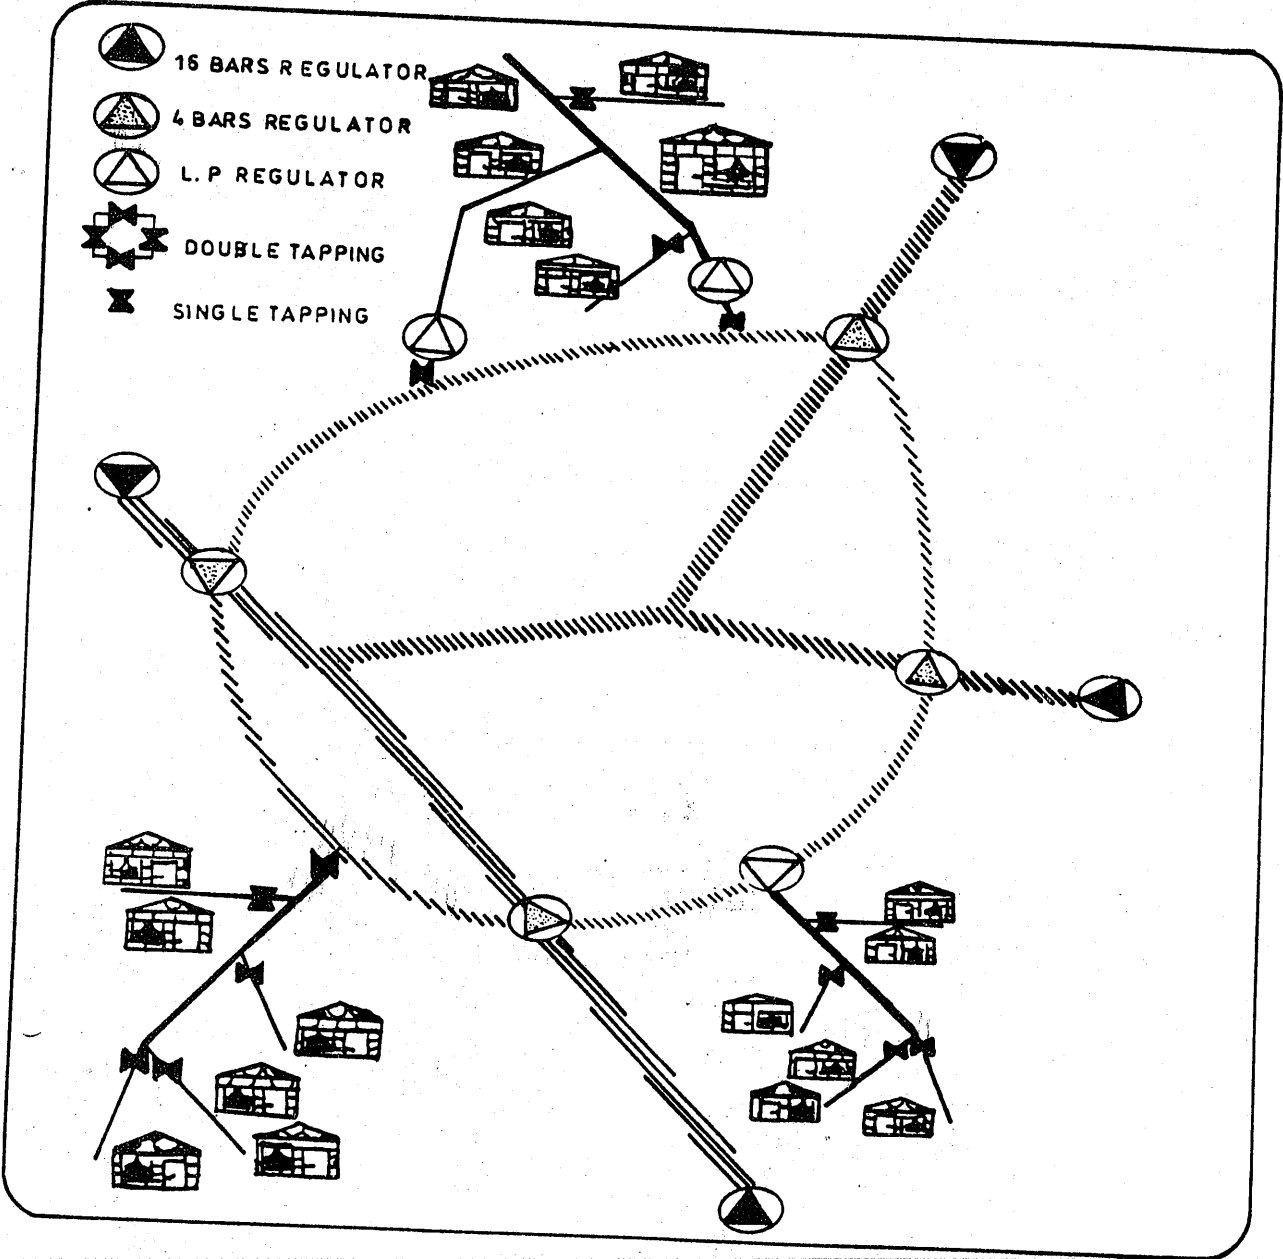 16 BARS REGULATOR
4 BARS REGULATOR
L.P REGULATOR
DOUBLE TAPPING
SINGLE TAPPING